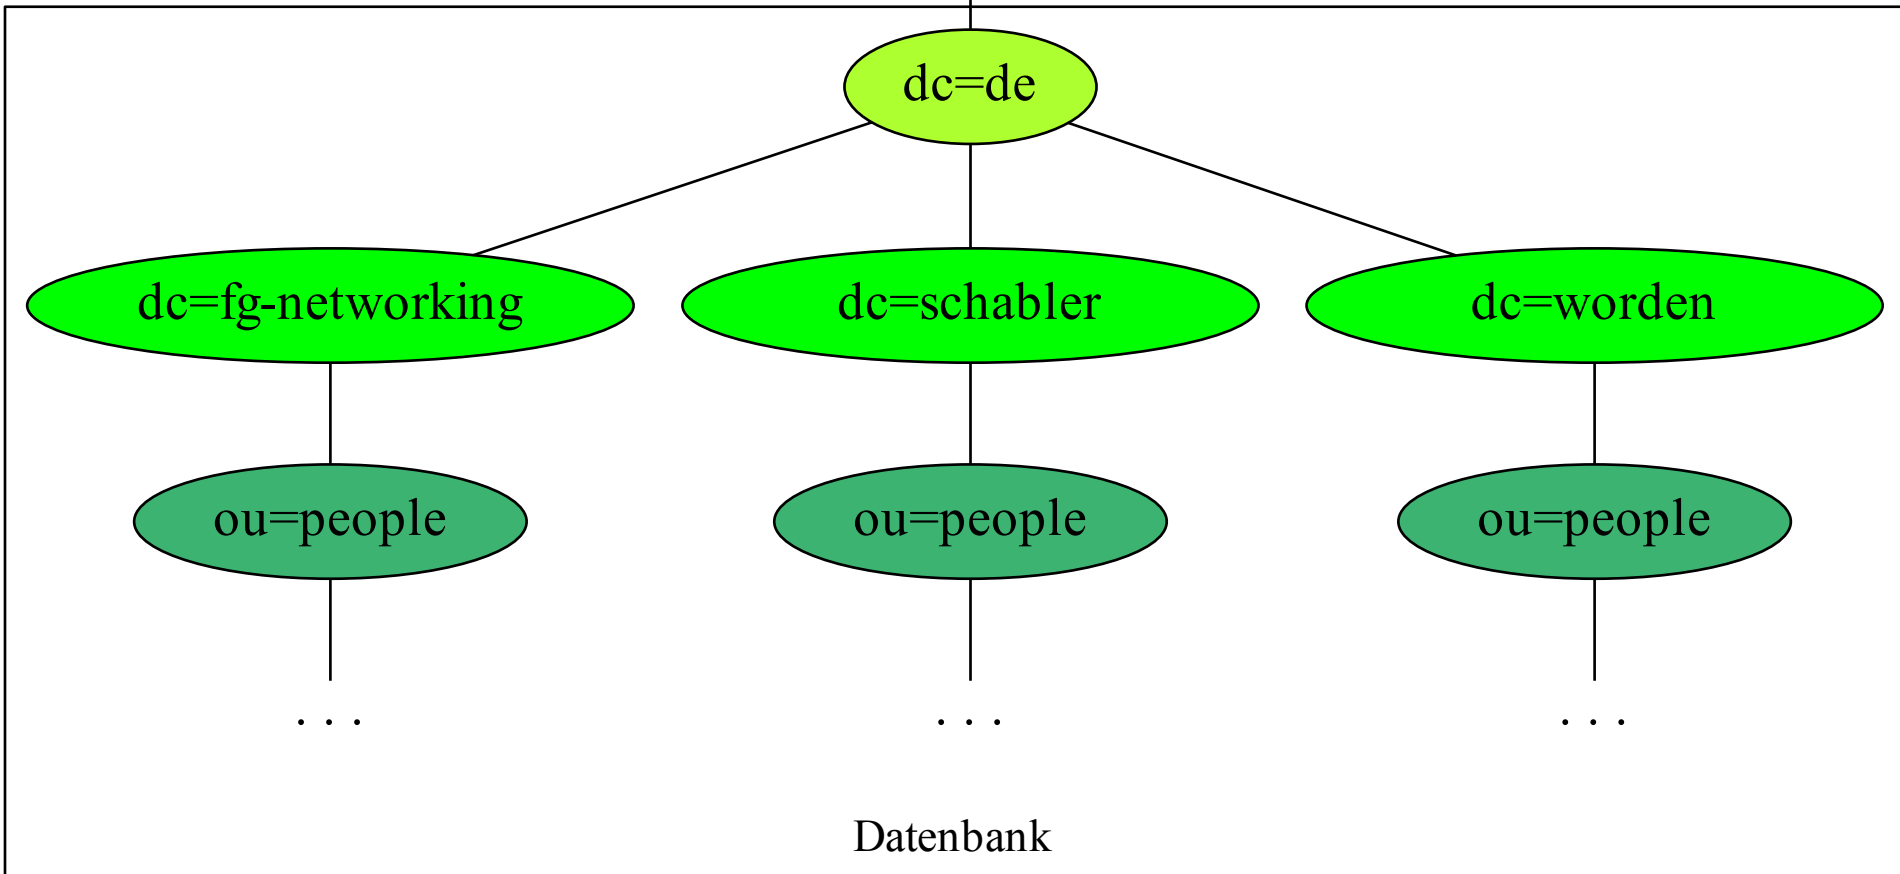 dc=de
dc=fg-networking dc=schabler dc=worden
ou=people ou=people ou=people
. . . . . . . . .
Datenbank